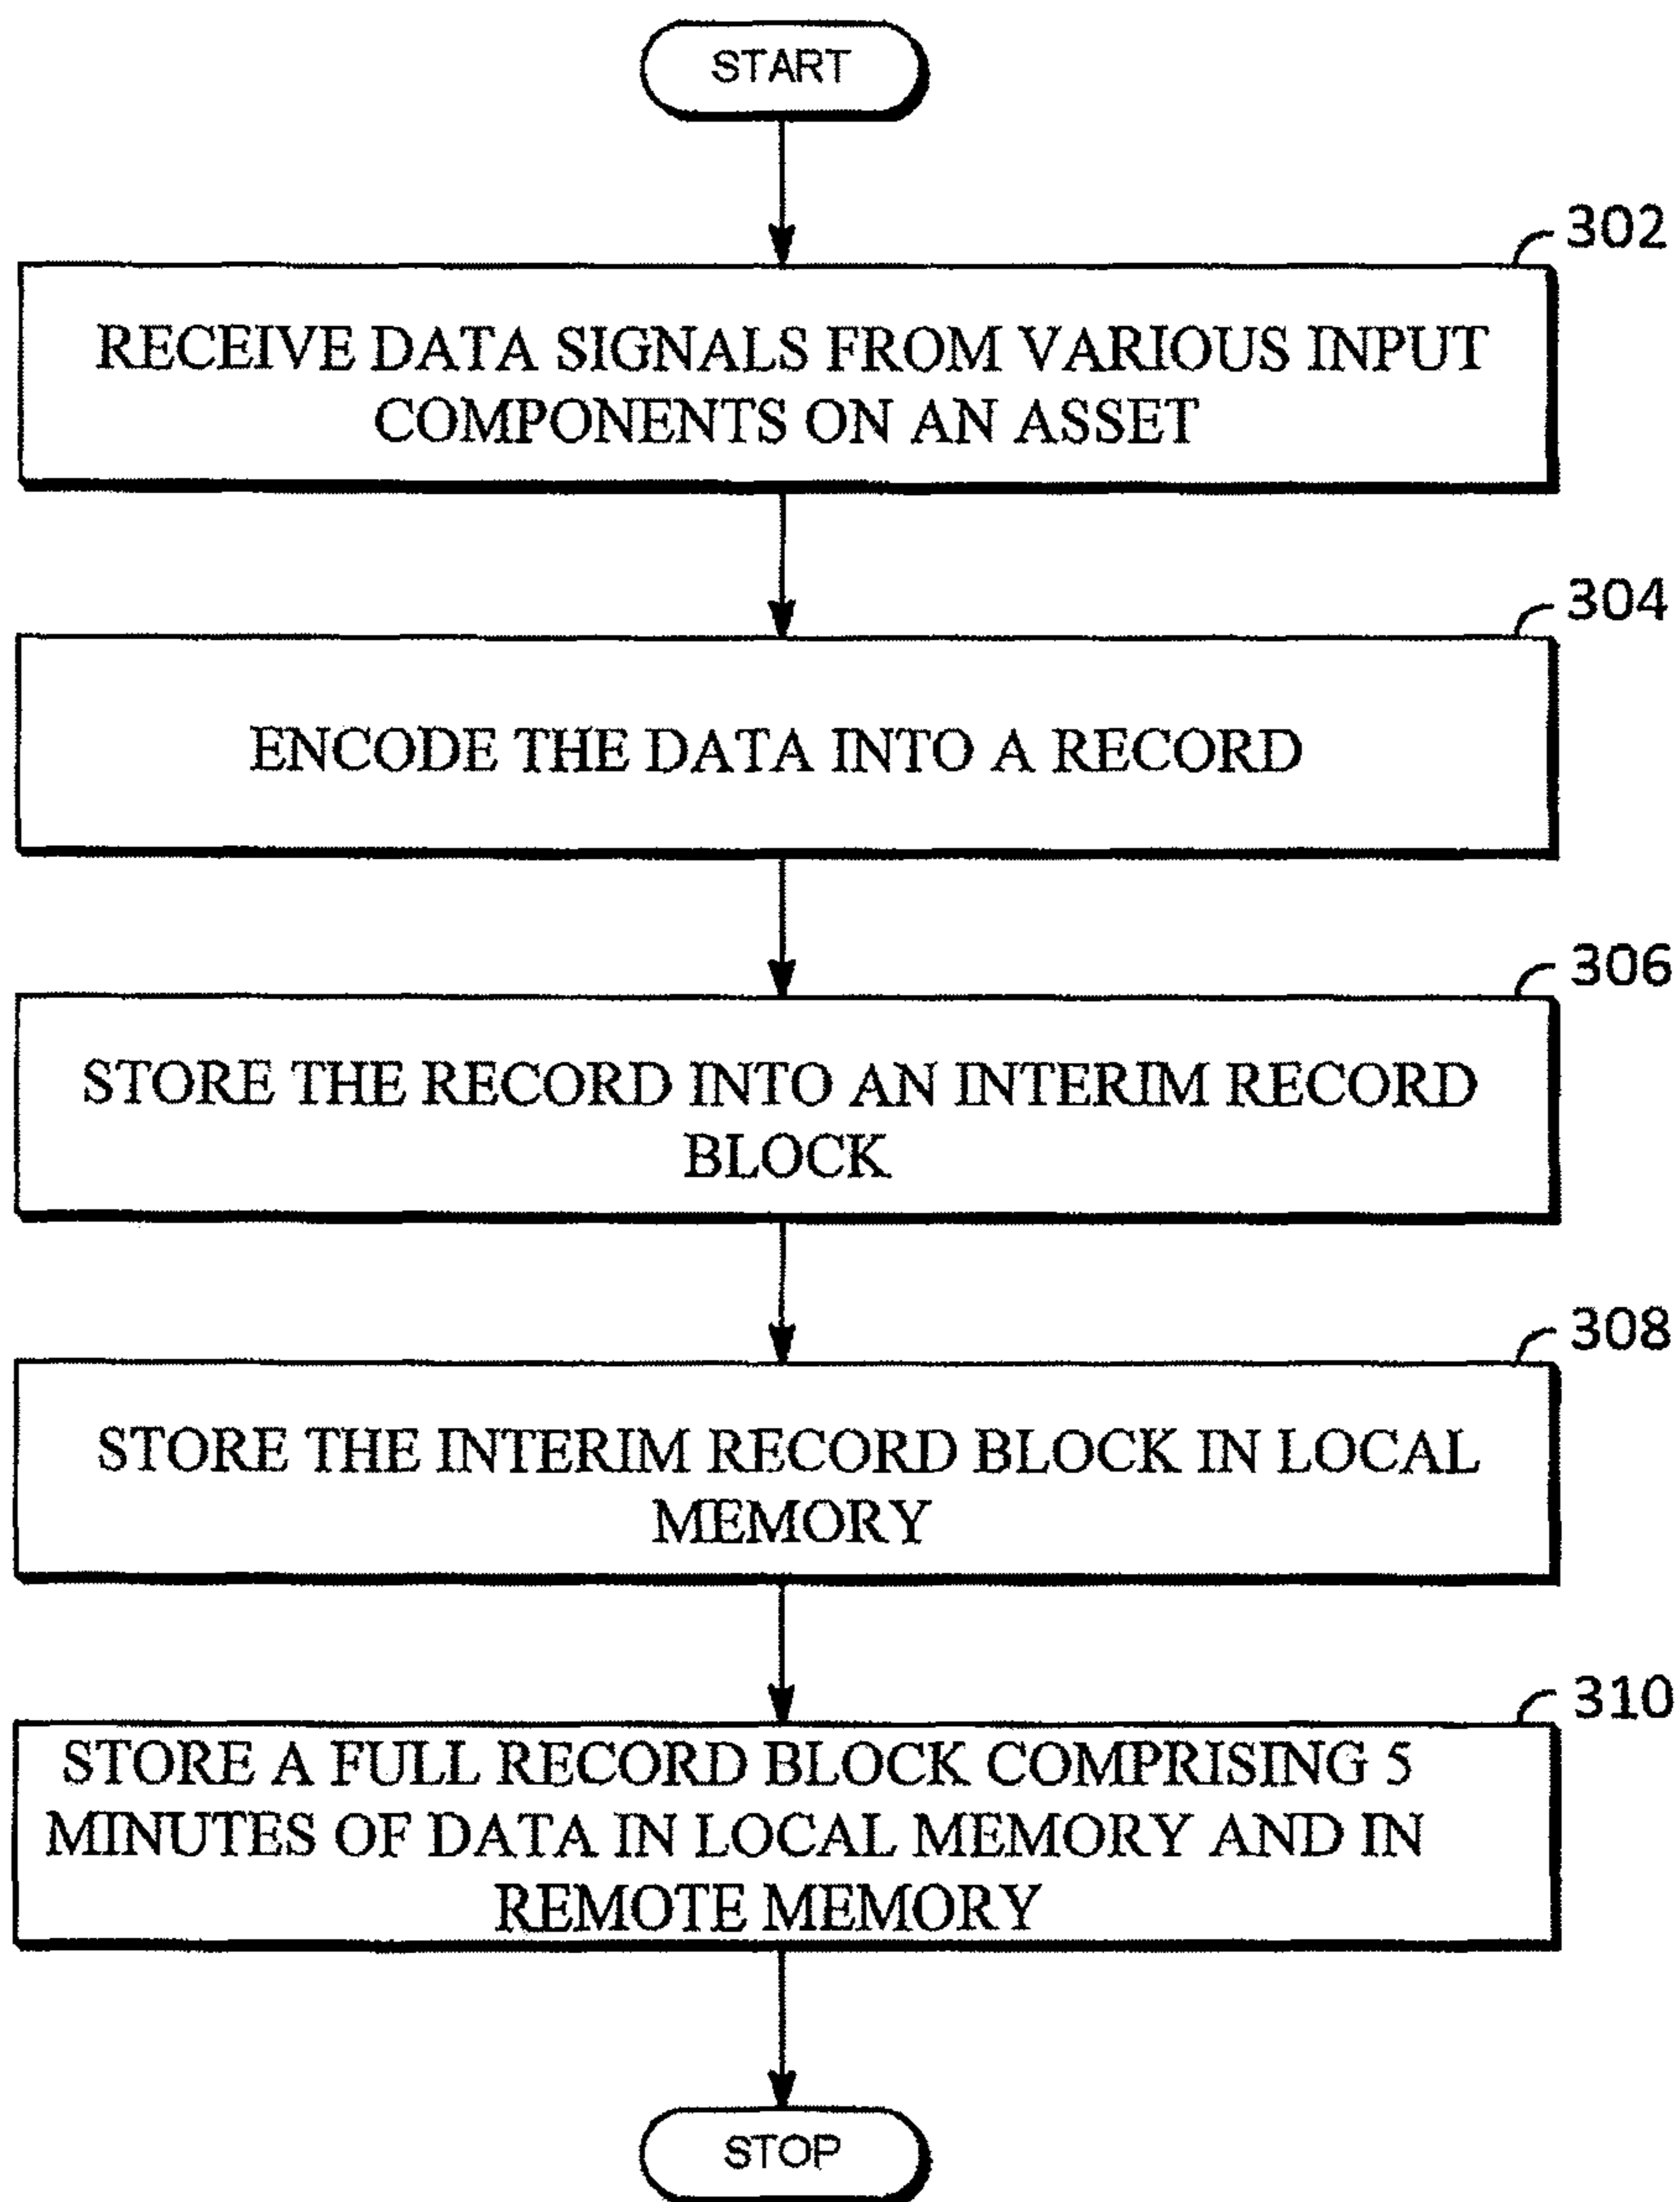 START
302
RECEIVE DATA SIGNALS FROM VARIOUS INPUT
COMPONENTS ON AN ASSET
304
ENCODE THE DATA INTO A RECORD
306
STORE THE RECORD INTO AN INTERIM RECORD
BLOCK
308
STORE THE INTERIM RECORD BLOCK IN LOCAL
MEMORY
310
STORE A FULL RECORD BLOCK COMPRISING 5
MINUTES OF DATA IN LOCAL MEMORY AND IN
REMOTE MEMORY
STOP